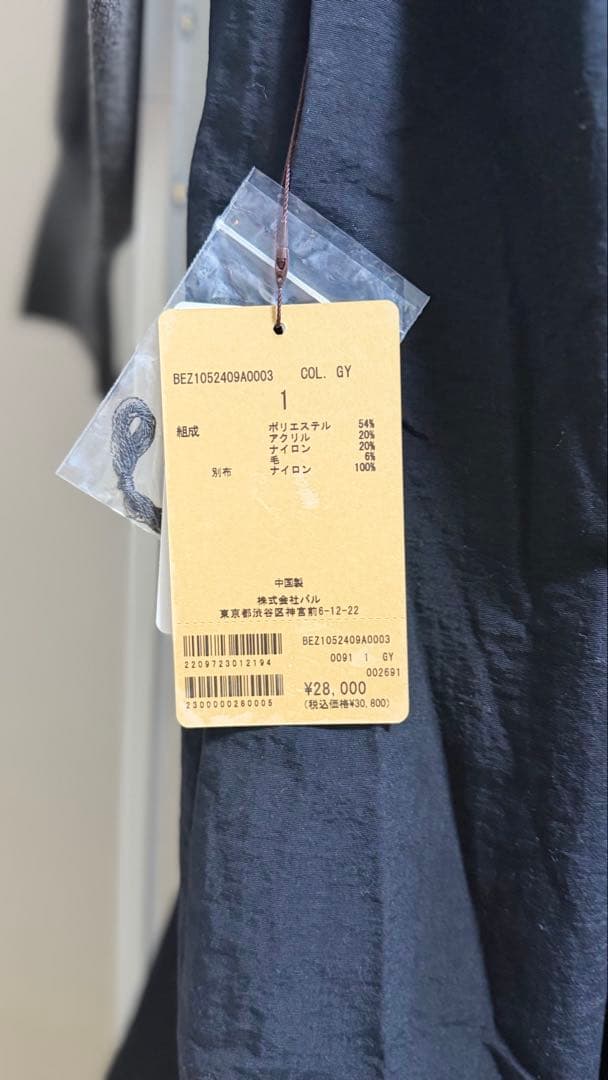 BEZ1052409A0003 COL. GY
1
組成 ポリエステル 54%
アクリル 20%
ナイロン 20%
毛 6%
別布 ナイロン 100%
中国製
株式会社パル
東京都渋谷区神宮前6-12-22
BEZ1052409A0003
2209723012194
0091 1 GY
002691
2300000280005
¥28,000
(税込価格¥30,800)